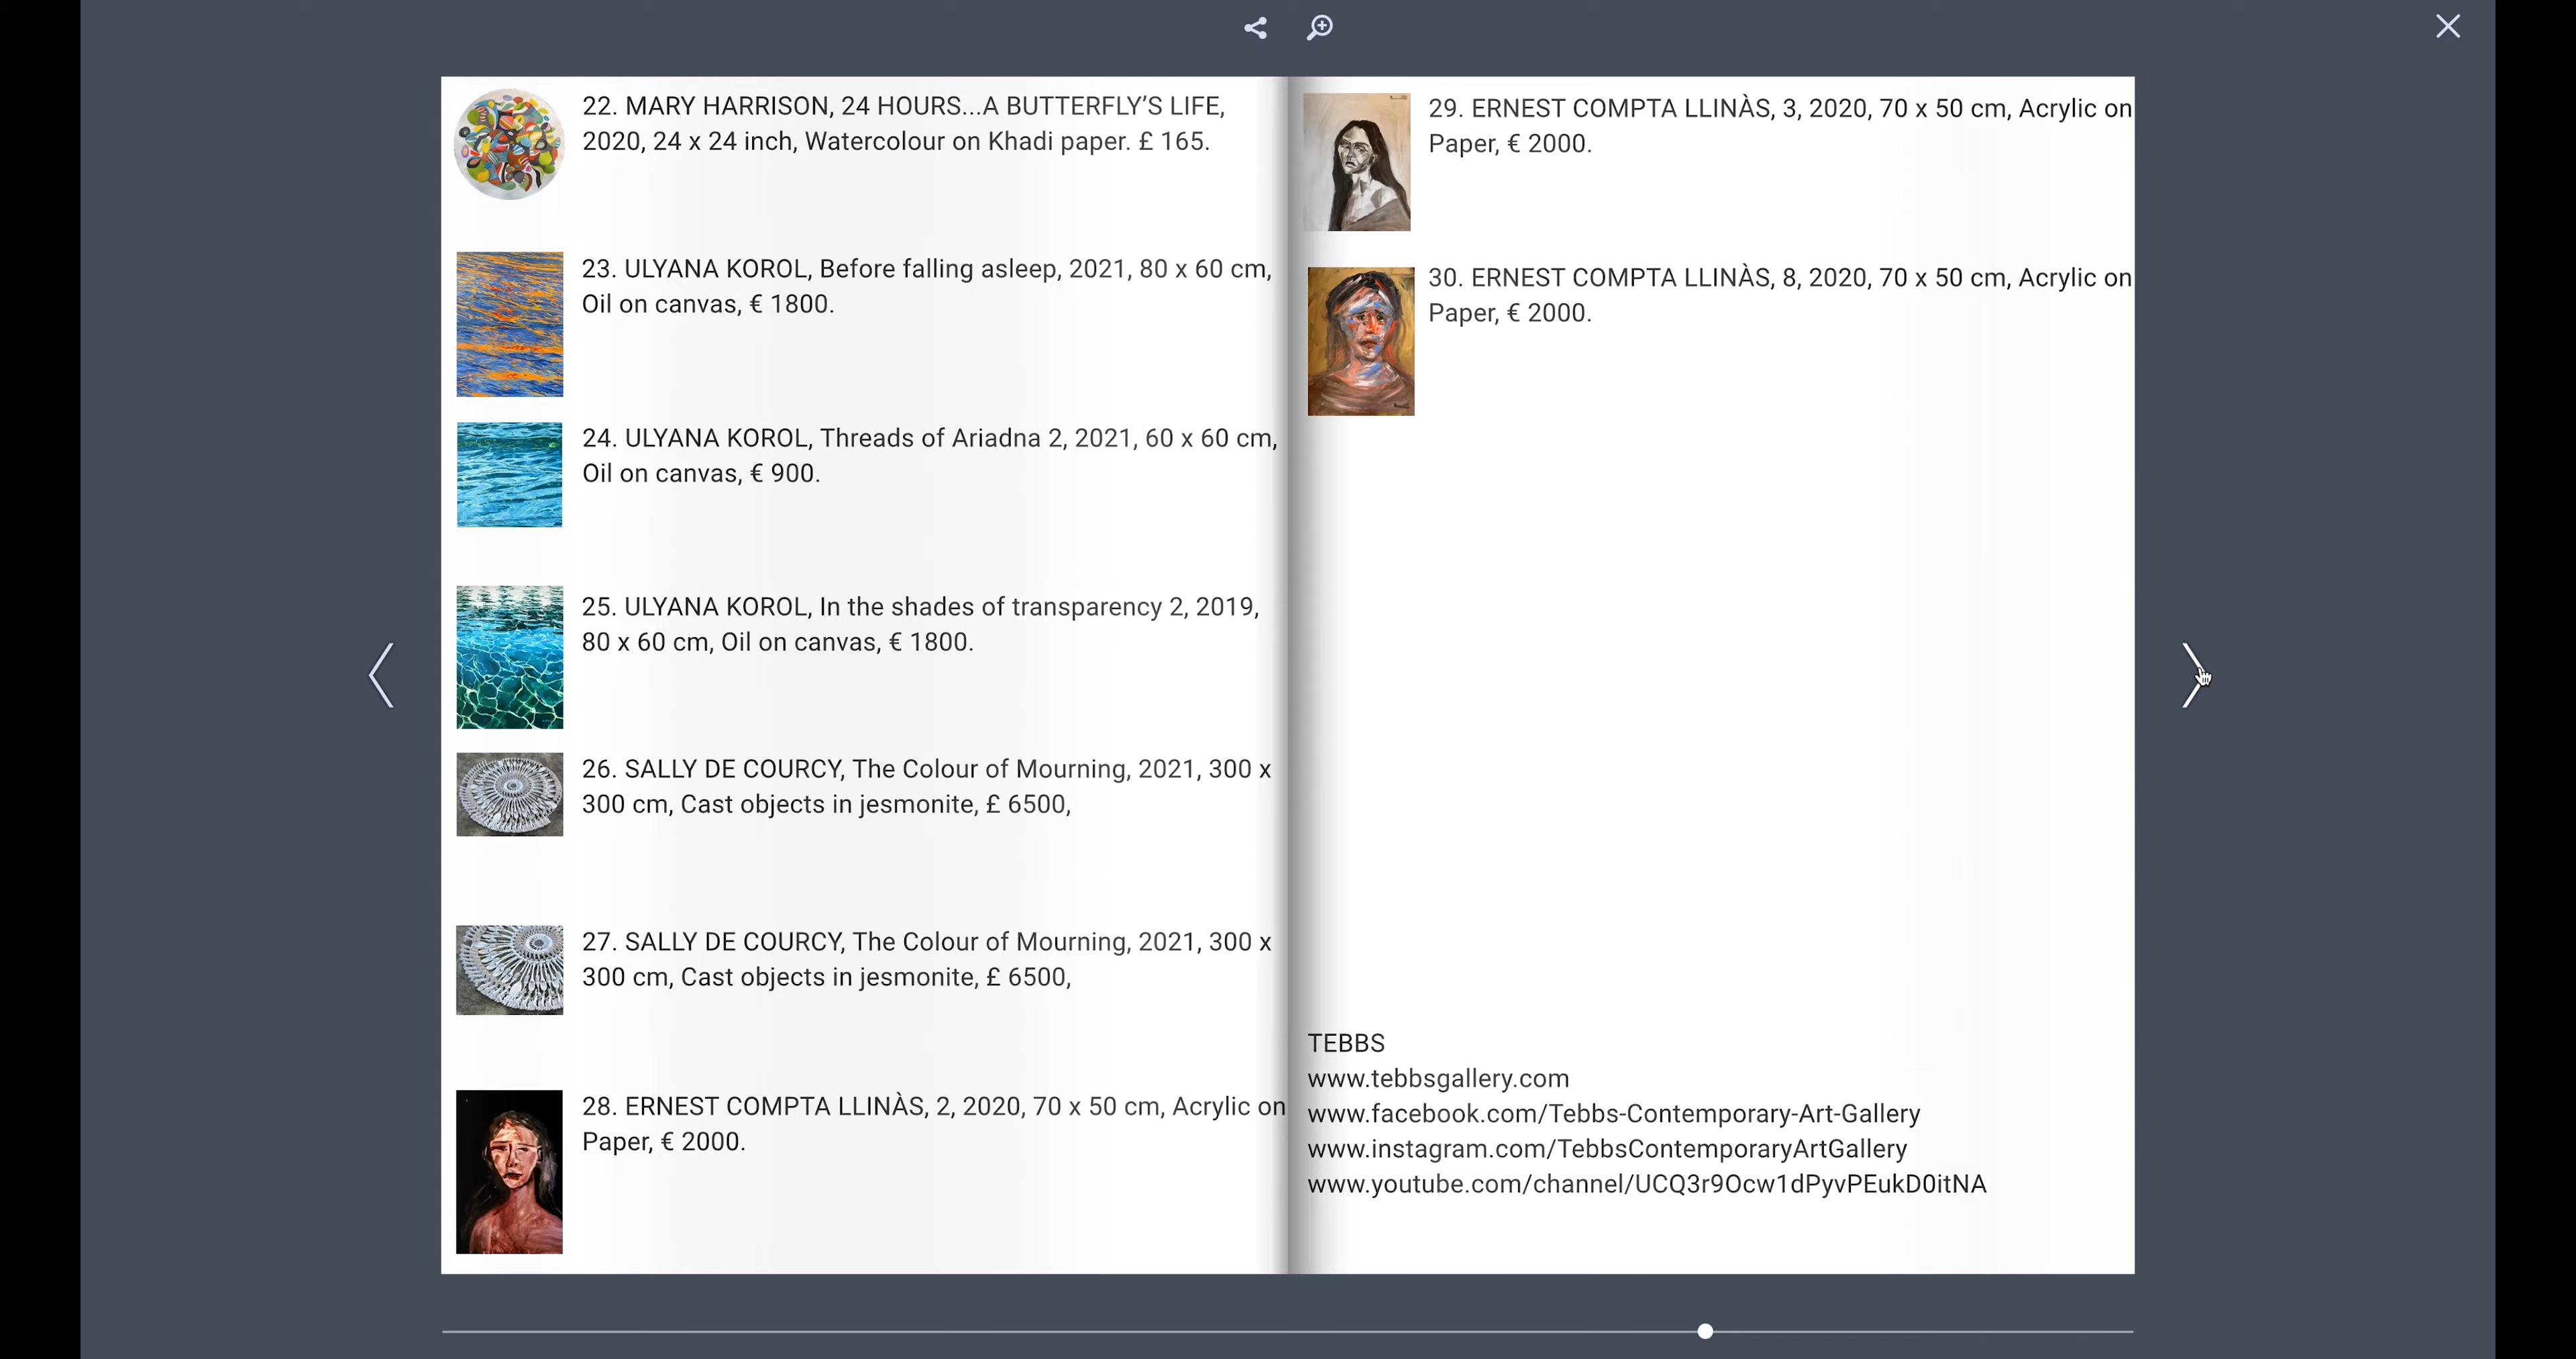 22. MARY HARRISON, 24 HOURS...A BUTTERFLY’S LIFE,
2020, 24 x 24 inch, Watercolour on Khadi paper. £ 165.
23. ULYANA KOROL, Before falling asleep, 2021, 80 x 60 cm,
Oil on canvas, € 1800.
24. ULYANA KOROL, Threads of Ariadna 2, 2021, 60 x 60 cm,
Oil on canvas, € 900.
25. ULYANA KOROL, In the shades of transparency 2, 2019,
80 x 60 cm, Oil on canvas, € 1800.
26. SALLY DE COURCY, The Colour of Mourning, 2021, 300 x
300 cm, Cast objects in jesmonite, £ 6500,
27. SALLY DE COURCY, The Colour of Mourning, 2021, 300 x
300 cm, Cast objects in jesmonite, £ 6500,
28. ERNEST COMPTA LLINÀS, 2, 2020, 70 x 50 cm, Acrylic on
Paper, € 2000.
29. ERNEST COMPTA LLINÀS, 3, 2020, 70 x 50 cm, Acrylic on
Paper, € 2000.
30. ERNEST COMPTA LLINÀS, 8, 2020, 70 x 50 cm, Acrylic on
Paper, € 2000.
TEBBS
www.tebbsgallery.com
www.facebook.com/Tebbs-Contemporary-Art-Gallery
www.instagram.com/TebbsContemporaryArtGallery
www.youtube.com/channel/UCQ3r9Ocw1dPyvPEukD0itNA